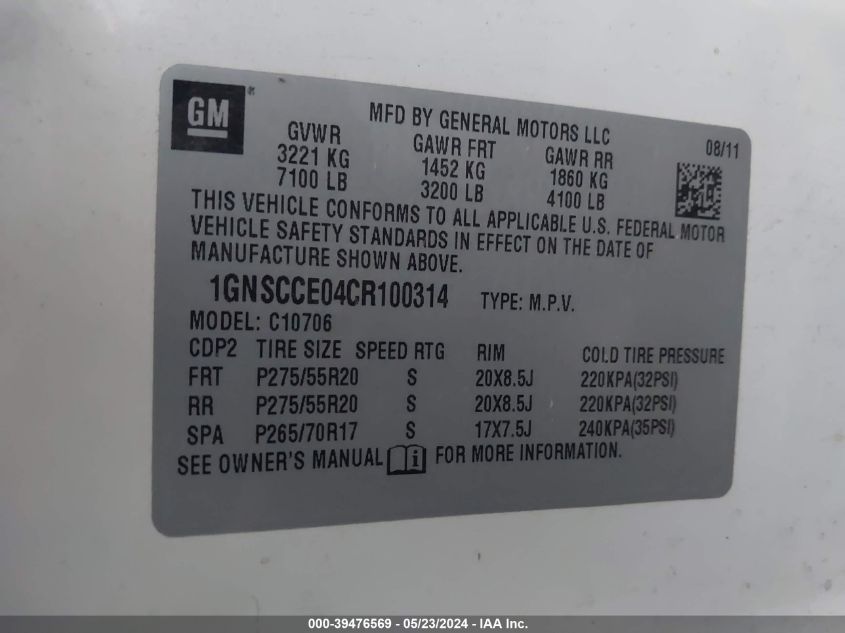 GM
MFD BY GENERAL MOTORS LLC
08/11
GVWR GAWR FRT GAWR RR
3221 KG 1452 KG 1860 KG
7100 LB 3200 LB 4100 LB
THIS VEHICLE CONFORMS TO ALL APPLICABLE U.S. FEDERAL MOTOR
VEHICLE SAFETY STANDARDS IN EFFECT ON THE DATE OF
MANUFACTURE SHOWN ABOVE.
1GNSCCE04CR100314 TYPE: M.P.V.
MODEL: C10706
CDP2 TIRE SIZE SPEED RTG RIM COLD TIRE PRESSURE
FRT P275/55R20 S 20X8.5J 220KPA(32PSI)
RR P275/55R20 S 20X8.5J 220KPA(32PSI)
SPA P265/70R17 S 17X7.5J 240KPA(35PSI)
SEE OWNER'S MANUAL i FOR MORE INFORMATION.
000-39476569 - 05/23/2024 - IAA Inc.